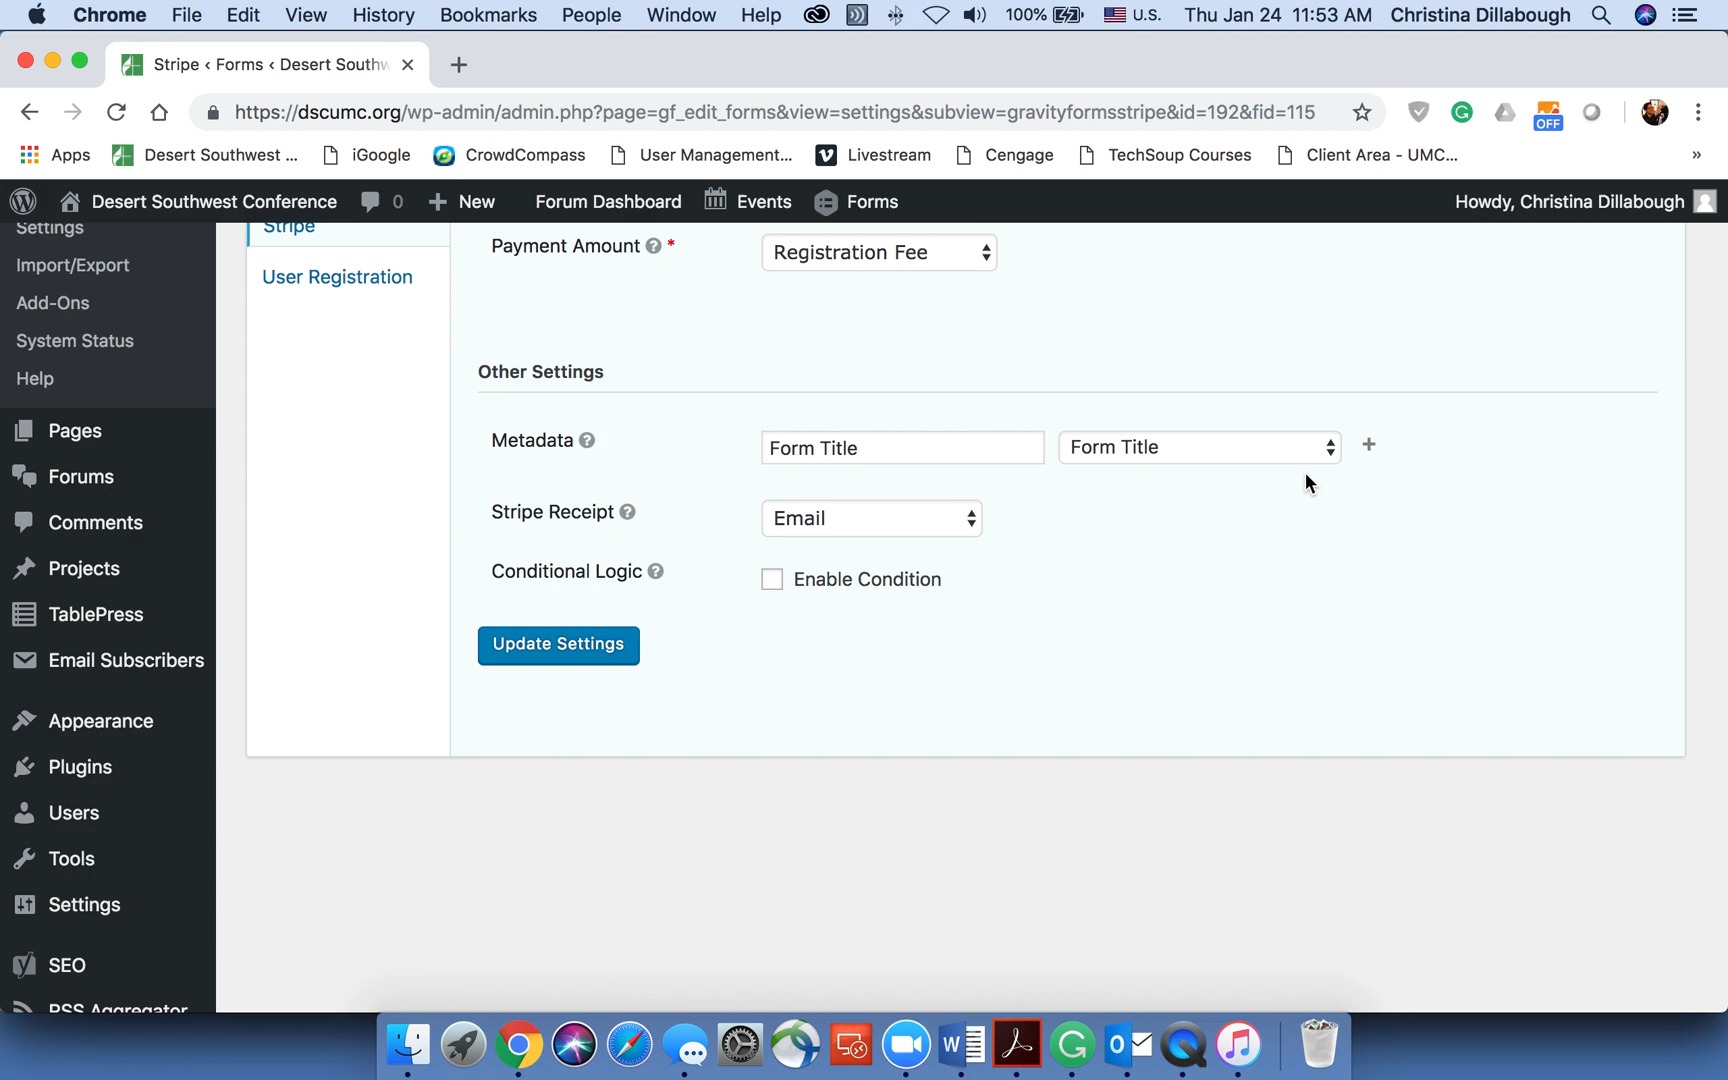 Chrome File Edit View History Bookmarks People Window Help 100% U.S. Thu Jan 24 11:53 AM Christina Dillabough
Stripe ‹ Forms ‹ Desert Southw
https://dscumc.org/wp-admin/admin.php?page=gf_edit_forms&view=settings&subview=gravityformsstripe&id=192&fid=115
OFF
Apps Desert Southwest ... iGoogle CrowdCompass User Management... Livestream Cengage TechSoup Courses Client Area - UMC... »
Desert Southwest Conference 0 New Forum Dashboard Events Forms Howdy, Christina Dillabough
Settings
Import/Export
Add-Ons
System Status
Help
Pages
Forums
Comments
Projects
TablePress
Email Subscribers
Appearance
Plugins
Users
Tools
Settings
SEO
RSS Aggregator
Stripe
User Registration
Payment Amount * Registration Fee
Other Settings
Metadata Form Title Form Title
Stripe Receipt Email
Conditional Logic Enable Condition
Update Settings